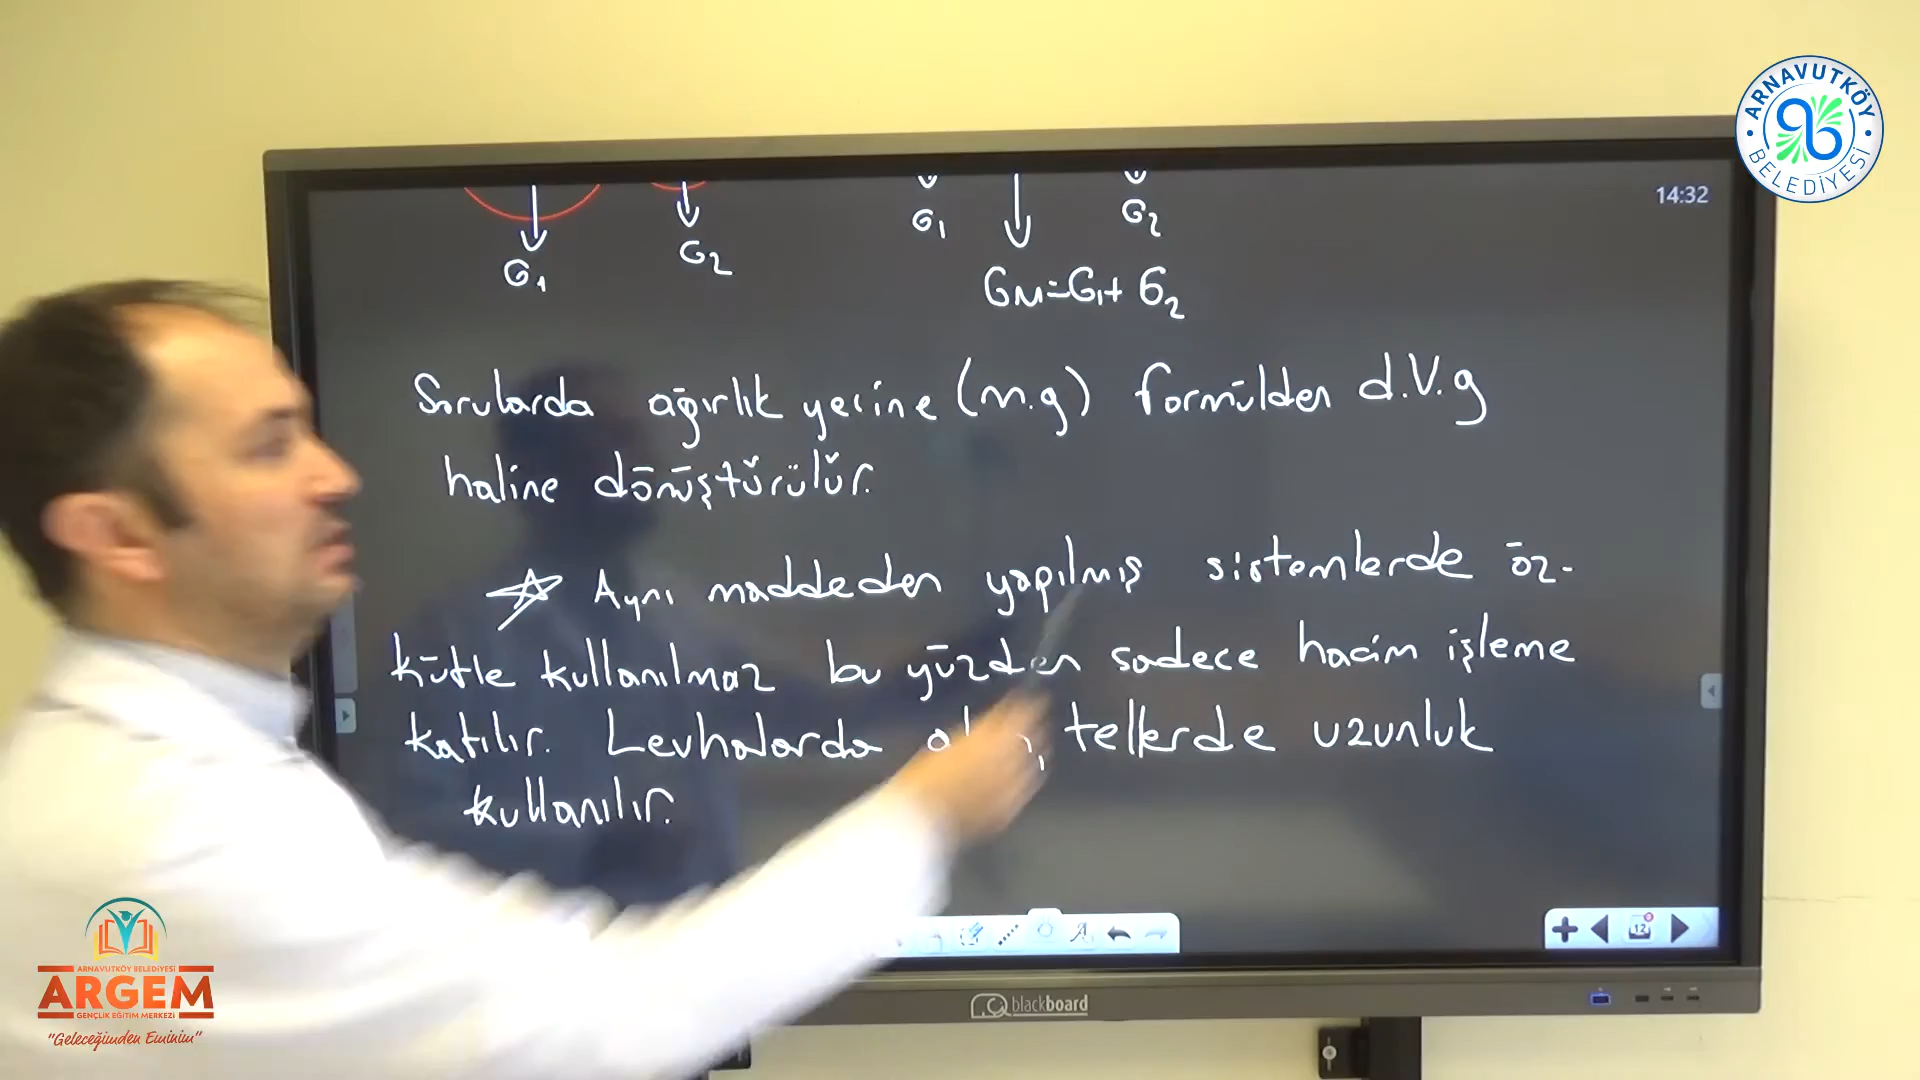 ARNAVUTKÖY BELEDİYESİ
14:32
G1
G2
G1
G2
GM=G1+G2
Sorularda ağırlık yerine (m.g) formülden d.V.g
haline dönüştürülür.
Aynı maddeden yapılmış sistemlerde öz-
kütle kullanılmaz bu yüzden sadece hacim işleme
katılır. Levhalarda , tellerde uzunluk
kullanılır.
12
blackboard
ARNAVUTKÖY BELEDİYESİ
ARGEM
GENÇLİK EĞİTİM MERKEZİ
"Geleceğimden Eminim"